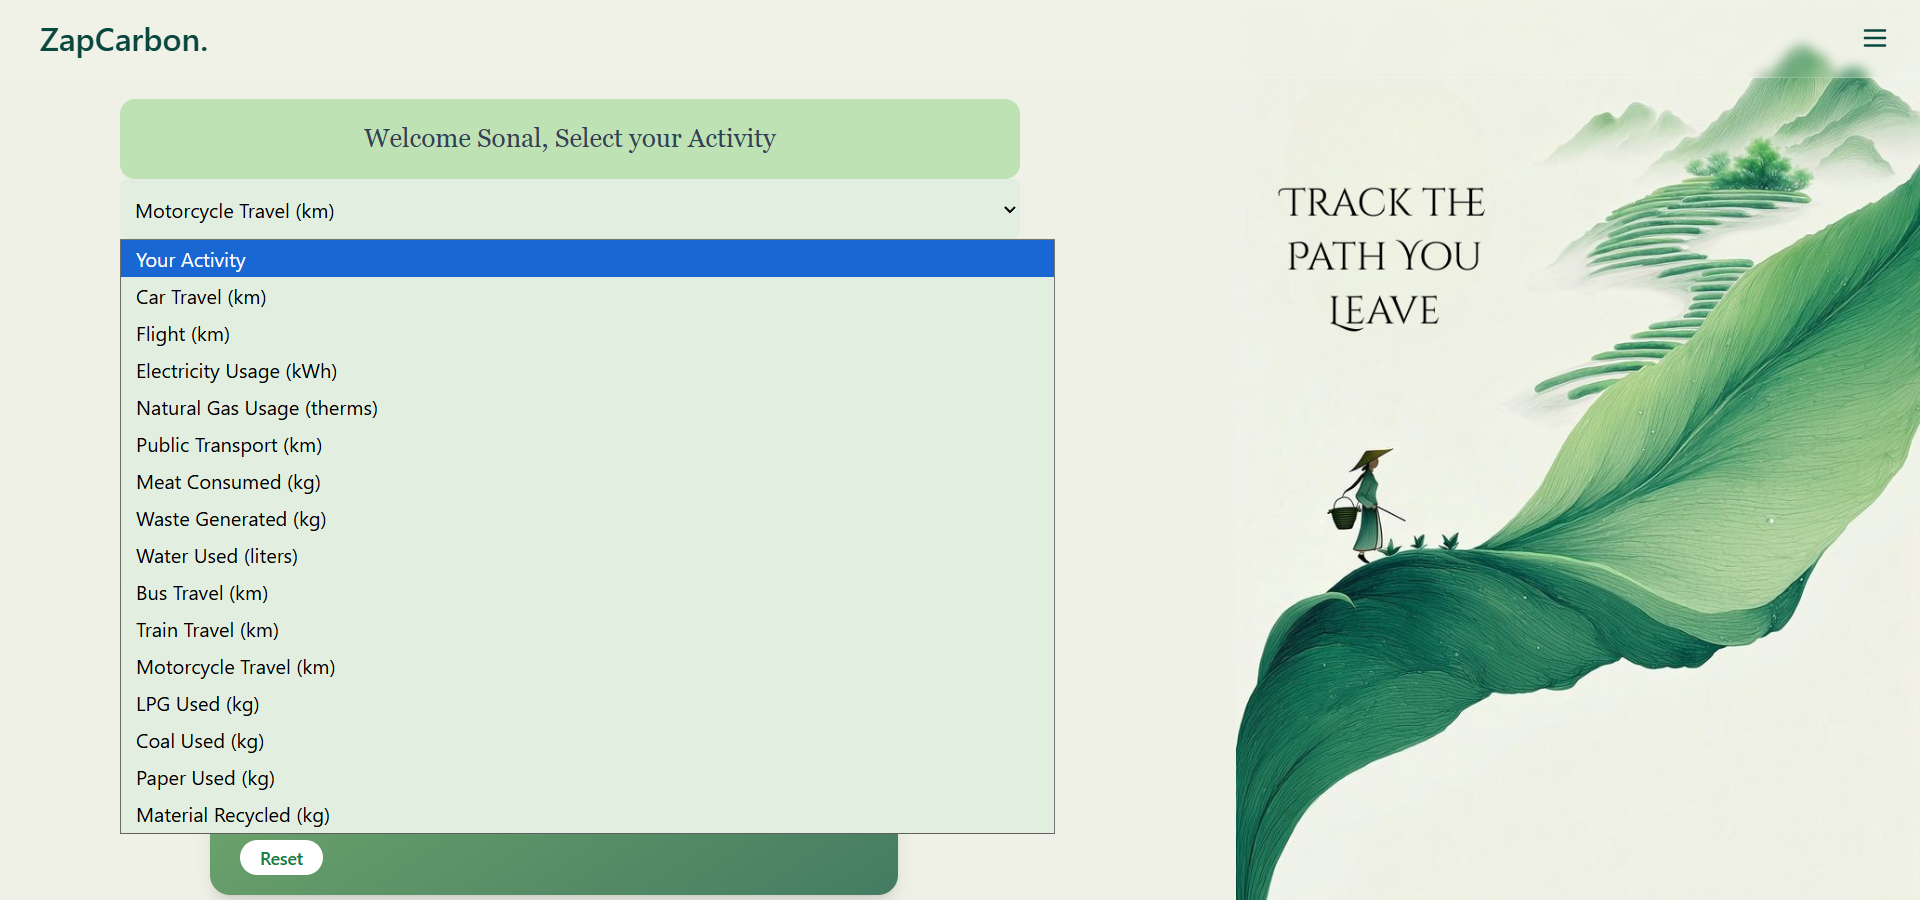 ZapCarbon.
Welcome Sonal, Select your Activity
Motorcycle Travel (km)
Your Activity
Car Travel (km)
Flight (km)
Electricity Usage (kWh)
Natural Gas Usage (therms)
Public Transport (km)
Meat Consumed (kg)
Waste Generated (kg)
Water Used (liters)
Bus Travel (km)
Train Travel (km)
Motorcycle Travel (km)
LPG Used (kg)
Coal Used (kg)
Paper Used (kg)
Material Recycled (kg)
Reset
TRACK THE
PATH YOU
LEAVE